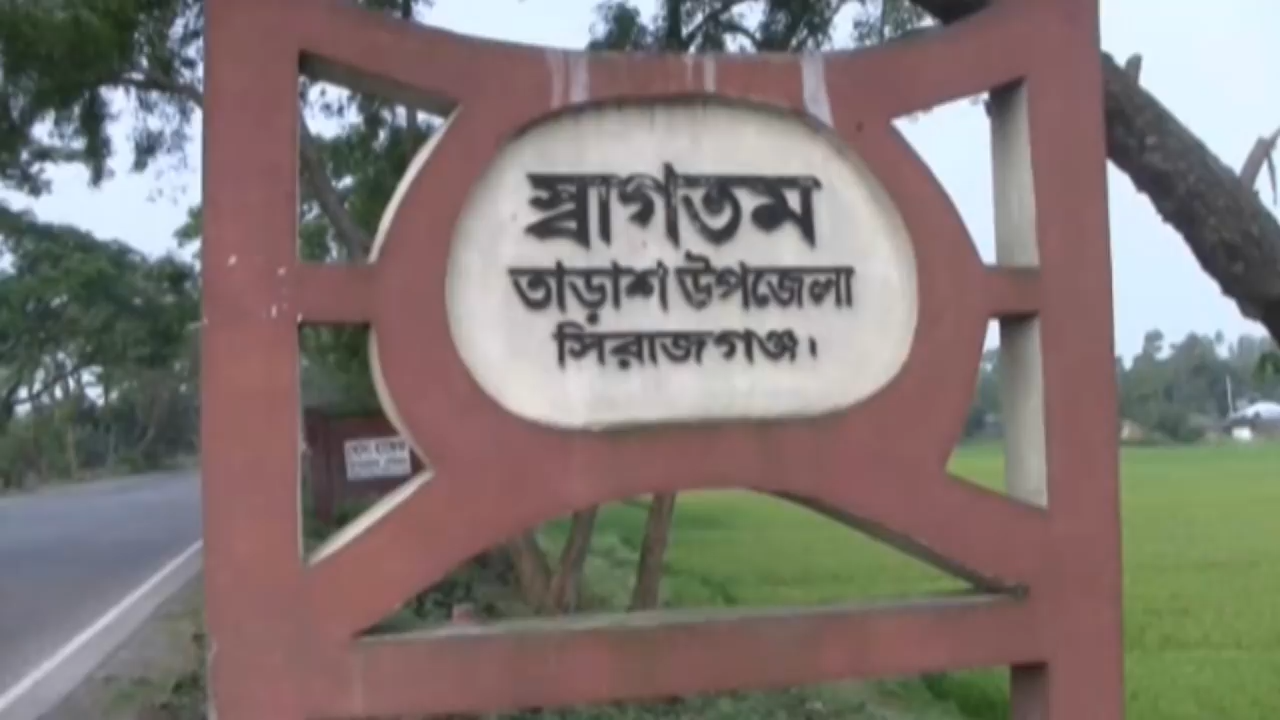 স্বাগতম
তাড়াশ উপজেলা
সিরাজগঞ্জ।